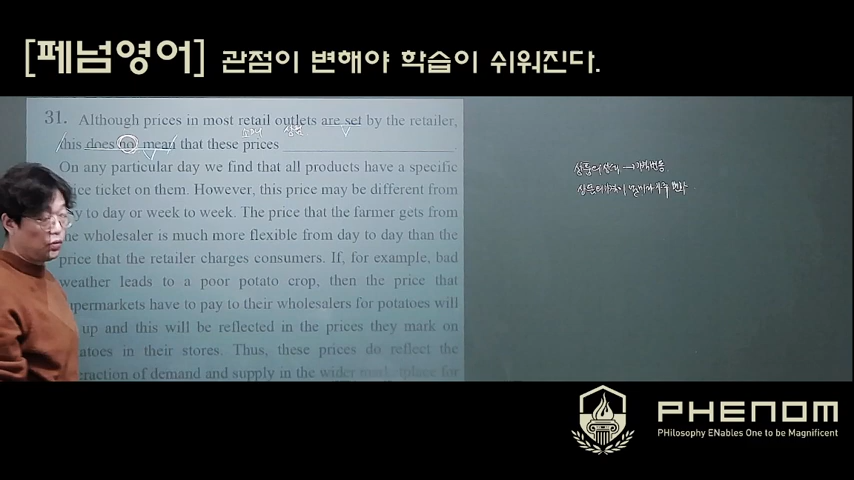 [페넘영어] 관점이 변해야 학습이 쉬워진다.
31. Although prices in most retail outlets are set by the retailer,
this does not mean that these prices
On any particular day we find that all products have a specific
price ticket on them. However, this price may be different from
day to day or week to week. The price that the farmer gets from
the wholesaler is much more flexible from day to day than the
price that the retailer charges consumers. If, for example, bad
weather leads to a poor potato crop, then the price that
supermarkets have to pay to their wholesalers for potatoes will
up and this will be reflected in the prices they mark on
potatoes in their stores. Thus, these prices do reflect the
interaction of demand and supply in the wider marketplace for
PHENOM
PHilosophy ENables One to be Magnificent